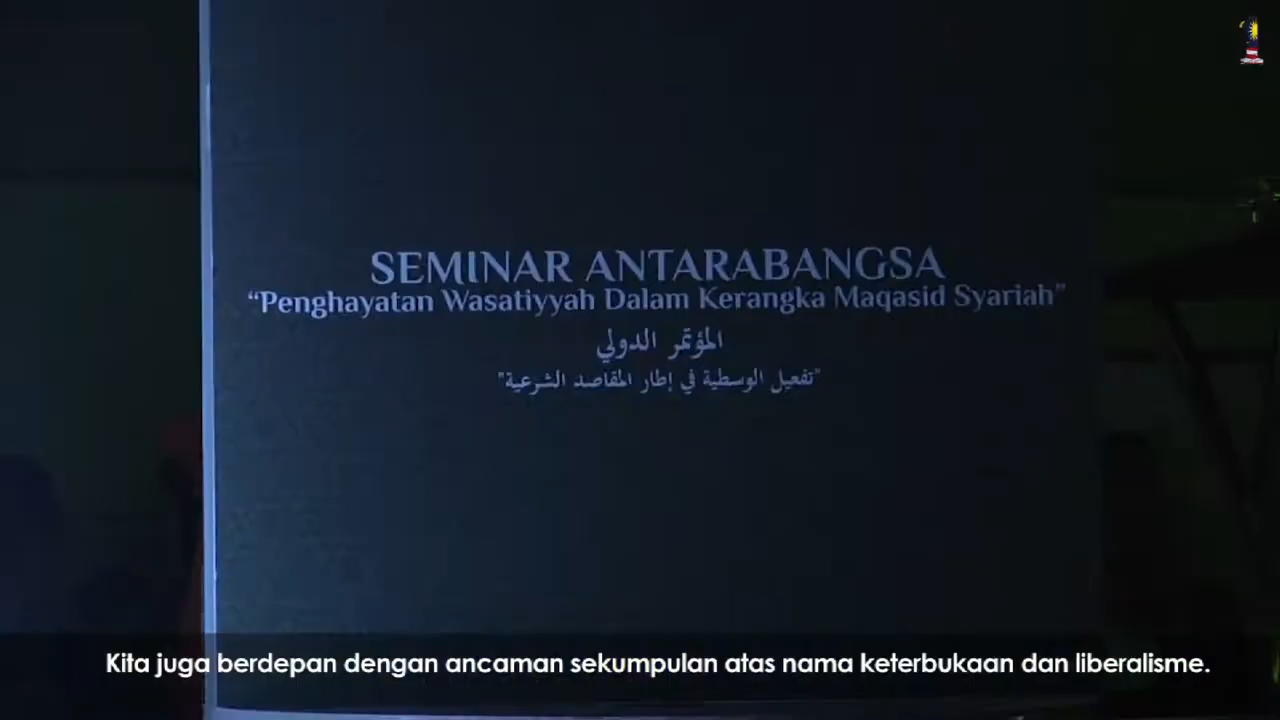 SEMINAR ANTARABANGSA
“Penghayatan Wasatiyyah Dalam Kerangka Maqasid Syariah”
المؤتمر الدولي
"تفعيل الوسطية في إطار المقاصد الشرعية"
Kita juga berdepan dengan ancaman sekumpulan atas nama keterbukaan dan liberalisme.